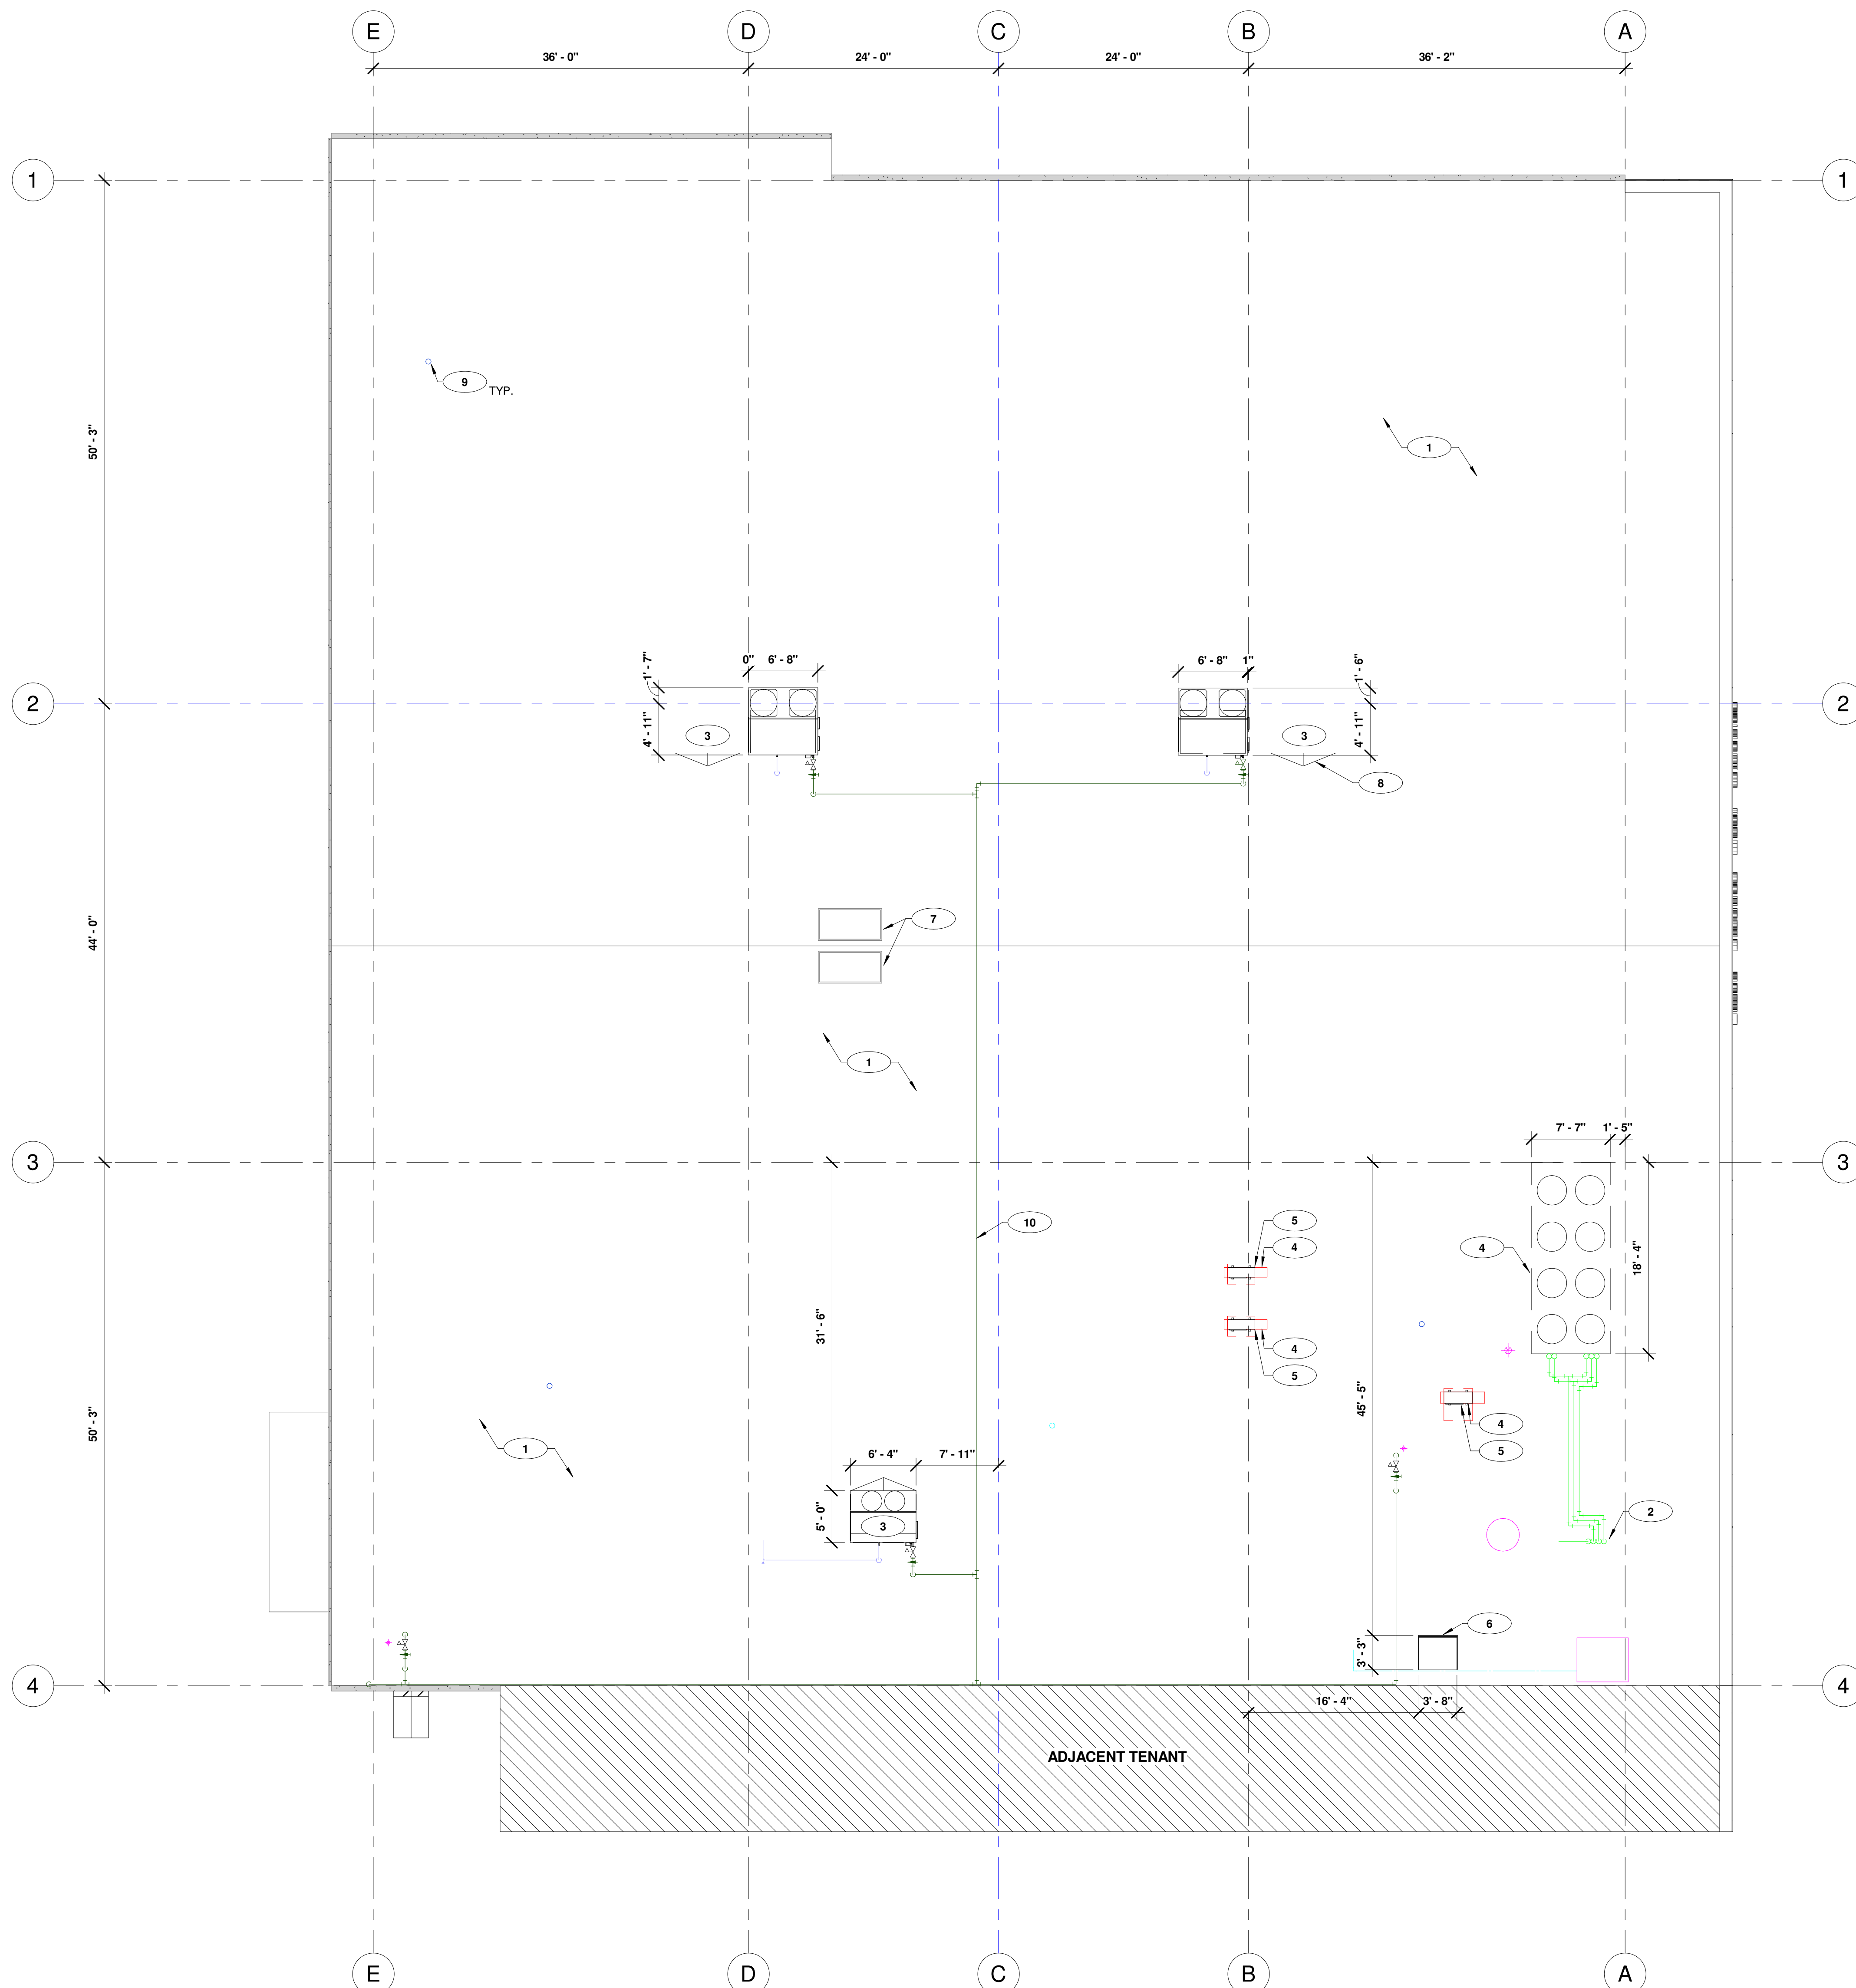 E D C B A
36' - 0" 24' - 0" 24' - 0" 36' - 2"
1 1
9 TYP.
50' - 3"
1
0" 6' - 8" 6' - 8" 1"
1' - 7" 1' - 6"
2 2
4' - 11" 3 3 4' - 11"
8
7
44' - 0"
1
7' - 7" 1' - 5"
3 3
10
5
4 4
18' - 4"
31' - 6"
4
5
45' - 5"
50' - 3"
4
1
5
6' - 4" 7' - 11"
5' - 0" 3 2
6
3' - 3"
4 4
16' - 4" 3' - 8"
ADJACENT TENANT
E D C B A